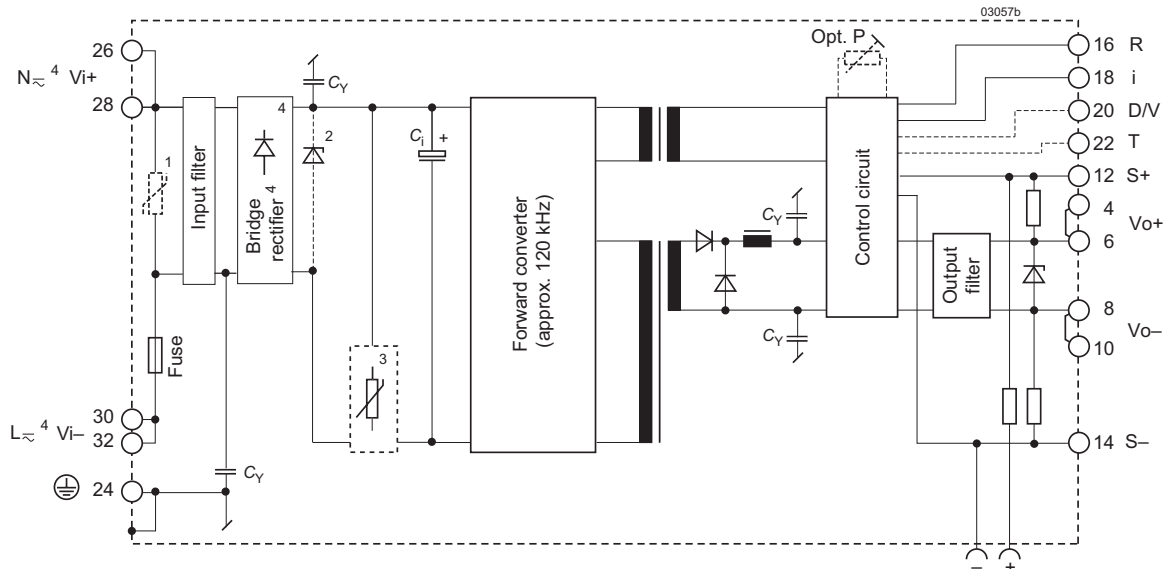 03057b
Opt. P
26
N≂ 4 Vi+
28
16 R
18 i
20 D/V
22 T
12 S+
4
Vo+
6
8
Vo–
10
14 S–
CY
4
2
Ci +
1
Input filter
Bridge
rectifier 4
Forward converter
(approx. 120 kHz)
CY
CY
Control circuit
Output
filter
3
Fuse
30
L≂ 4 Vi–
32
CY
24
– +